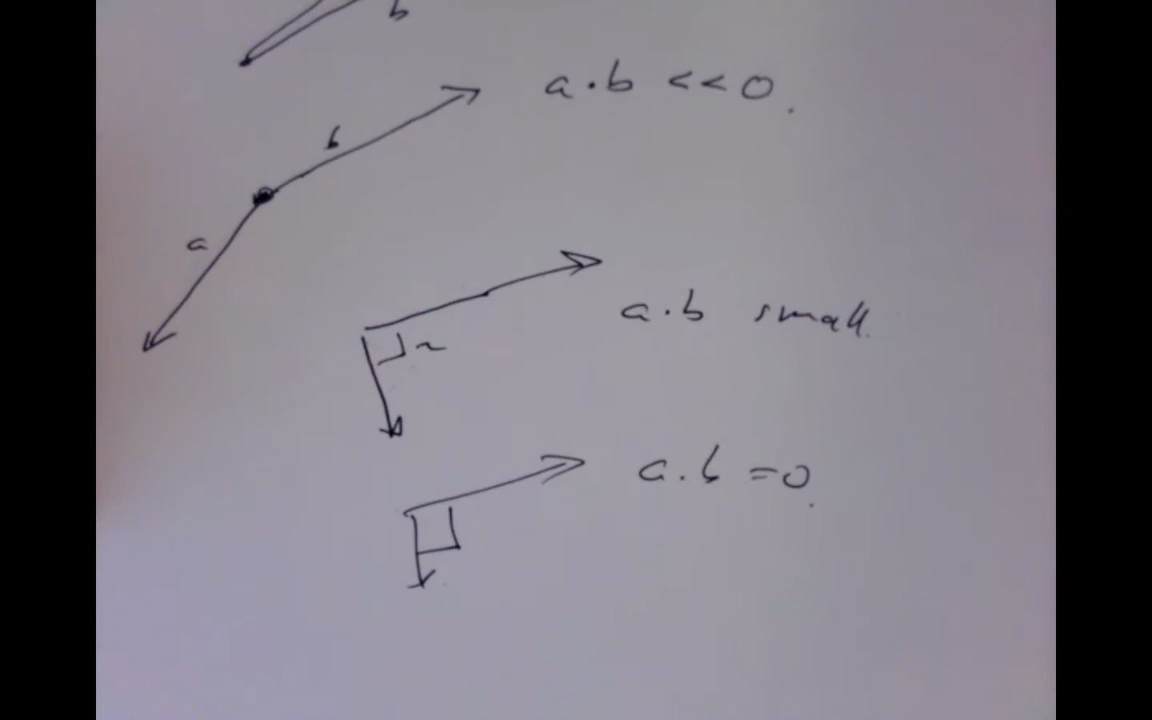 b
a.b << 0.
b
a
a.b small.
~
a.b = 0.